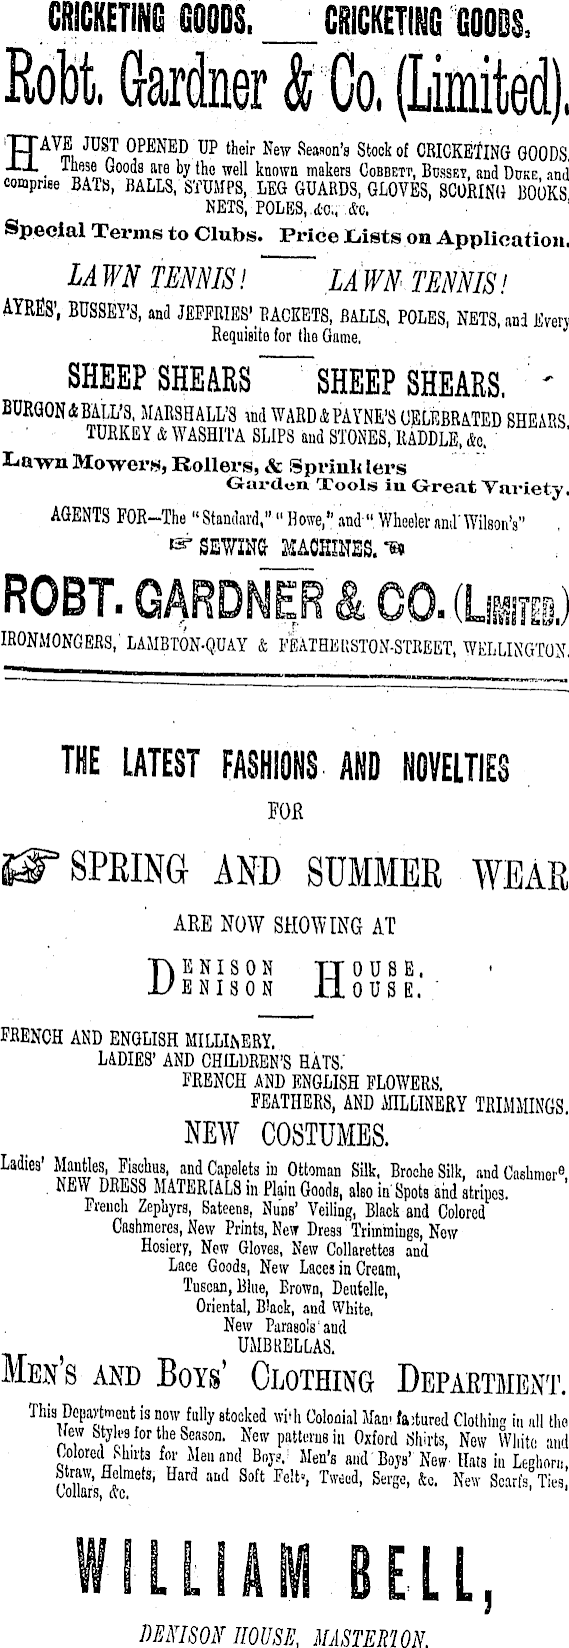 CRICKETING GOODS. CRICKETING GOODS.
Robt. Gardner & Co. (Limited).
HAVE JUST OPENED UP their New Season's Stock of CRICKETING GOODS.
These Goods are by the well known makers COBBETT, BUSSEY, and DUKE, and
comprise BATS, BALLS, STUMPS, LEG GUARDS, GLOVES, SCORING BOOKS,
NETS, POLES, &c., &c.
Special Terms to Clubs. Price Lists on Application.
LAWN TENNIS! LAWN TENNIS!
AYRES', BUSSEY'S, and JEFFRIES' RACKETS, BALLS, POLES, NETS, and Every
Requisite for the Game.
SHEEP SHEARS SHEEP SHEARS.
BURGON & BALL'S, MARSHALL'S and WARD & PAYNE'S CELEBRATED SHEARS,
TURKEY & WASHITA SLIPS and STONES, RADDLE, &c.
Lawn Mowers, Rollers, & Sprinklers
Garden Tools in Great Variety.
AGENTS FOR—The "Standard," "Howe," and "Wheeler and Wilson's"
☞ SEWING MACHINES. ☜
ROBT. GARDNER & CO. (LIMITED.)
IRONMONGERS, LAMBTON-QUAY & FEATHERSTON-STREET, WELLINGTON.
THE LATEST FASHIONS AND NOVELTIES
FOR
☞ SPRING AND SUMMER WEAR
ARE NOW SHOWING AT
DENISON HOUSE.
DENISON HOUSE.
FRENCH AND ENGLISH MILLINERY.
LADIES' AND CHILDREN'S HATS.
FRENCH AND ENGLISH FLOWERS.
FEATHERS, AND MILLINERY TRIMMINGS.
NEW COSTUMES.
Ladies' Mantles, Fischus, and Capelets in Ottoman Silk, Broche Silk, and Cashmere,
NEW DRESS MATERIALS in Plain Goods, also in Spots and stripes.
French Zephyrs, Sateens, Nuns' Veiling, Black and Colored
Cashmeres, New Prints, New Dress Trimmings, New
Hosiery, New Gloves, New Collarettes and
Lace Goods, New Laces in Cream,
Tuscan, Blue, Brown, Deutelle,
Oriental, Black, and White,
New Parasols and
UMBRELLAS.
MEN'S AND BOYS' CLOTHING DEPARTMENT.
This Department is now fully stocked with Colonial Manufactured Clothing in all the
New Styles for the Season. New patterns in Oxford Shirts, New White and
Colored Shirts for Men and Boys. Men's and Boys' New Hats in Leghorn,
Straw, Helmets, Hard and Soft Felts, Tweed, Serge, &c. New Scarfs, Ties,
Collars, &c.
WILLIAM BELL,
DENISON HOUSE, MASTERTON.